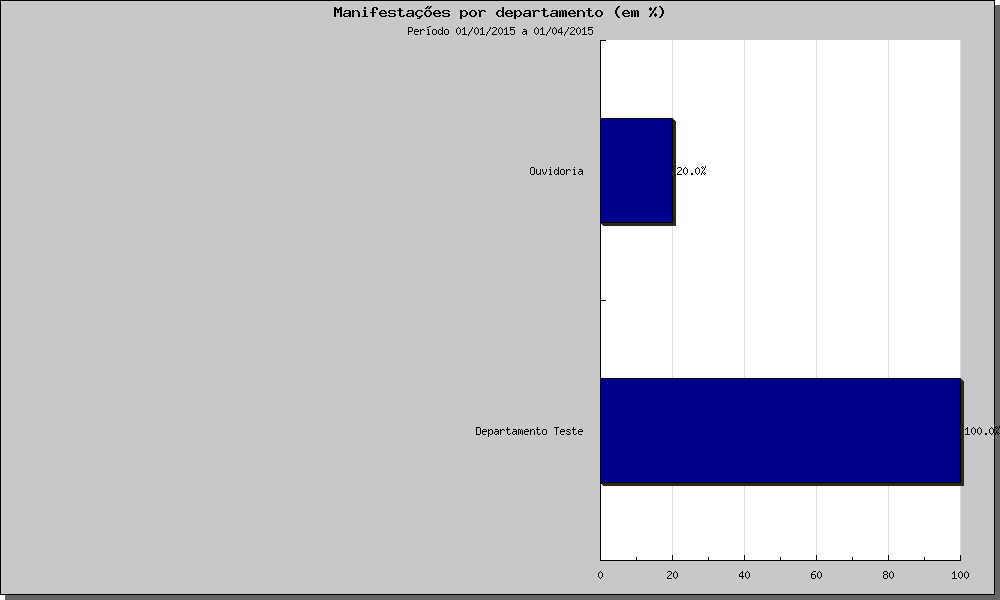 Manifestações por departamento (em %)
Período 01/01/2015 a 01/04/2015
Ouvidoria
20.0%
Departamento Teste
100.0%
0 20 40 60 80 100